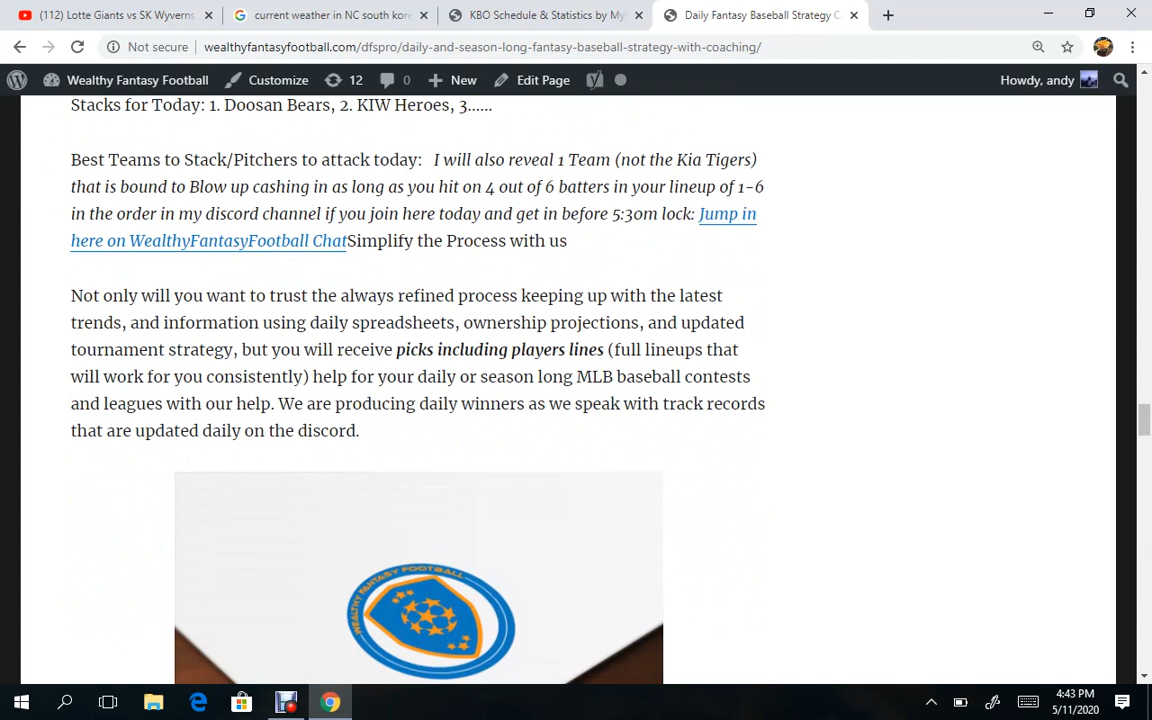 (112) Lotte Giants vs SK Wyverns
current weather in NC south kor
KBO Schedule & Statistics by Myl
Daily Fantasy Baseball Strategy C
Not secure
wealthyfantasyfootball.com/dfspro/daily-and-season-long-fantasy-baseball-strategy-with-coaching/
Wealthy Fantasy Football Customize 12 0 New Edit Page Howdy, andy
Stacks for Today: 1. Doosan Bears, 2. KIW Heroes, 3……
Best Teams to Stack/Pitchers to attack today: I will also reveal 1 Team (not the Kia Tigers)
that is bound to Blow up cashing in as long as you hit on 4 out of 6 batters in your lineup of 1-6
in the order in my discord channel if you join here today and get in before 5:30m lock: Jump in
here on WealthyFantasyFootball ChatSimplify the Process with us
Not only will you want to trust the always refined process keeping up with the latest
trends, and information using daily spreadsheets, ownership projections, and updated
tournament strategy, but you will receive picks including players lines (full lineups that
will work for you consistently) help for your daily or season long MLB baseball contests
and leagues with our help. We are producing daily winners as we speak with track records
that are updated daily on the discord.
WEALTHY FANTASY FOOTBALL
4:43 PM
5/11/2020